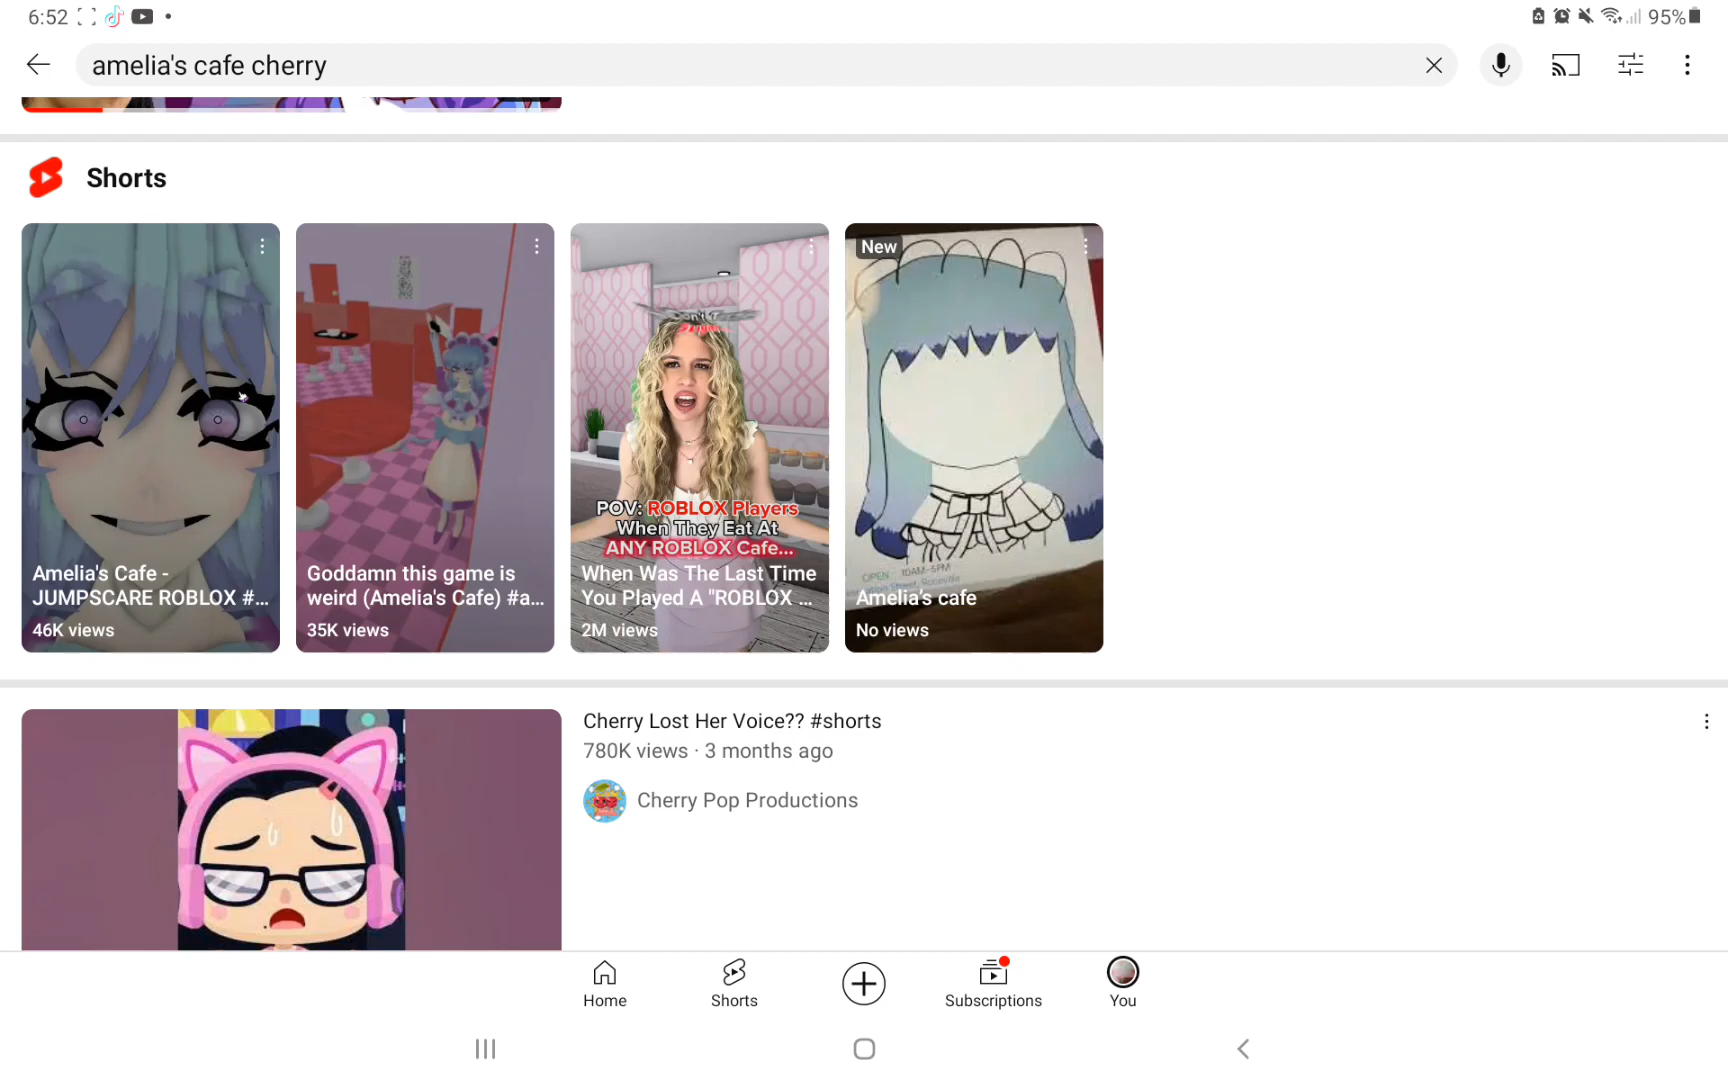 6:52
95%
amelia's cafe cherry
Shorts
Amelia's Cafe -
JUMPSCARE ROBLOX #...
46K views
Goddamn this game is
weird (Amelia's Cafe) #a...
35K views
POV: ROBLOX Players
When They Eat At
ANY ROBLOX Cafe...
When Was The Last Time
You Played A "ROBLOX ...
2M views
New
OPEN 10AM-5PM
Amelia's cafe
No views
Cherry Lost Her Voice?? #shorts
780K views · 3 months ago
Cherry Pop Productions
Home
Shorts
Subscriptions
You